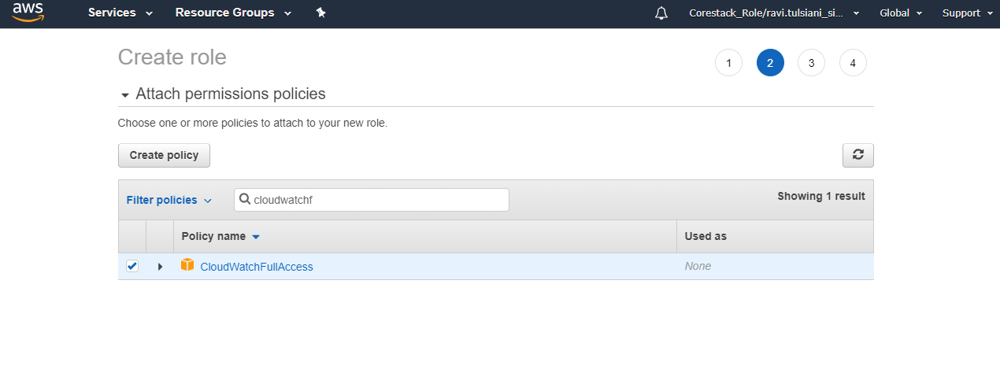 aws Services Resource Groups Corestack_Role/ravi.tulsiani_si... Global Support
Create role 1 2 3 4
Attach permissions policies
Choose one or more policies to attach to your new role.
Create policy
Filter policies cloudwatchf Showing 1 result
Policy name Used as
CloudWatchFullAccess None